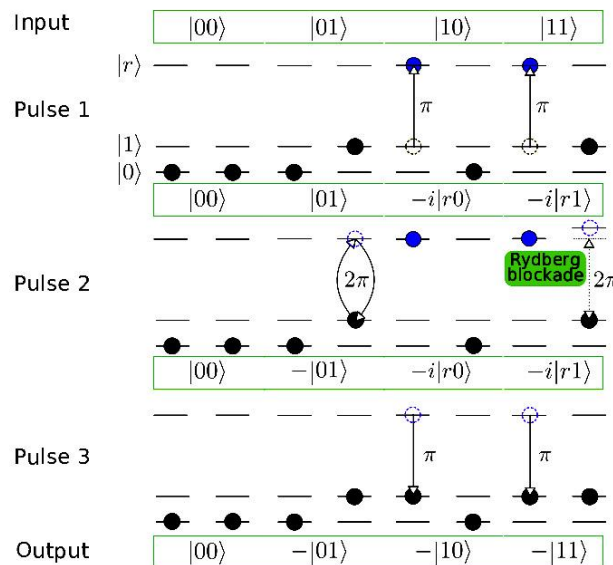 Input |00⟩ |01⟩ |10⟩ |11⟩
|r⟩
Pulse 1 π π
|1⟩
|0⟩
|00⟩ |01⟩ −i|r0⟩ −i|r1⟩
Pulse 2 2π Rydberg blockade 2π
|00⟩ −|01⟩ −i|r0⟩ −i|r1⟩
Pulse 3 π π
Output |00⟩ −|01⟩ −|10⟩ −|11⟩